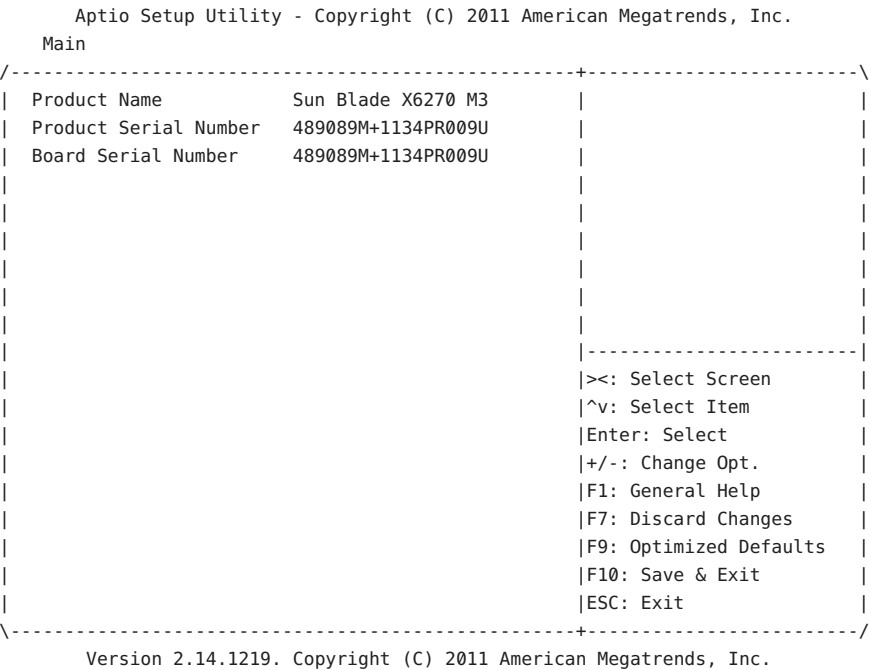 Aptio Setup Utility - Copyright (C) 2011 American Megatrends, Inc.
Main
/----------------------------------------------------+-------------------------\
|  Product Name            Sun Blade X6270 M3        |                         |
|  Product Serial Number   489089M+1134PR009U        |                         |
|  Board Serial Number     489089M+1134PR009U        |                         |
|                                                    |                         |
|                                                    |                         |
|                                                    |                         |
|                                                    |                         |
|                                                    |                         |
|                                                    |                         |
|                                                    |-------------------------|
|                                                    |><: Select Screen        |
|                                                    |^v: Select Item          |
|                                                    |Enter: Select            |
|                                                    |+/-: Change Opt.         |
|                                                    |F1: General Help         |
|                                                    |F7: Discard Changes      |
|                                                    |F9: Optimized Defaults   |
|                                                    |F10: Save & Exit         |
|                                                    |ESC: Exit                |
\----------------------------------------------------+-------------------------/
Version 2.14.1219. Copyright (C) 2011 American Megatrends, Inc.